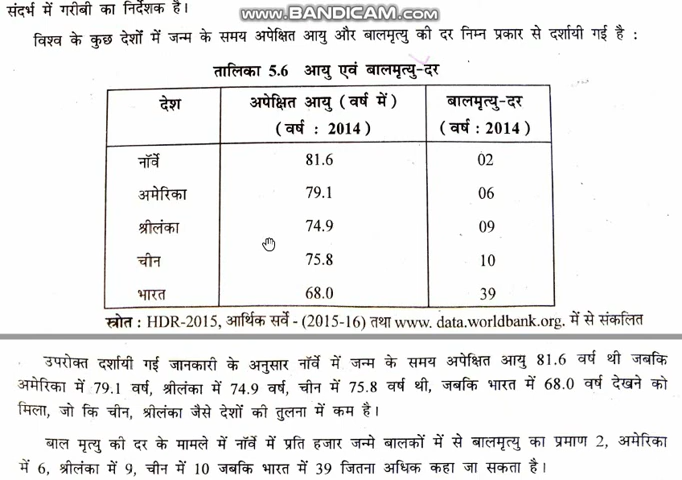 www.BANDICAM.com
संदर्भ में गरीबी का निर्देशक है।
विश्व के कुछ देशों में जन्म के समय अपेक्षित आयु और बालमृत्यु की दर निम्न प्रकार से दर्शायी गई है :
तालिका 5.6 आयु एवं बालमृत्यु-दर
देश अपेक्षित आयु (वर्ष में) बालमृत्यु-दर
(वर्ष : 2014) (वर्ष : 2014)
नॉर्वे 81.6 02
अमेरिका 79.1 06
श्रीलंका 74.9 09
चीन 75.8 10
भारत 68.0 39
स्रोत : HDR-2015, आर्थिक सर्वे - (2015-16) तथा www. data.worldbank.org. में से संकलित
उपरोक्त दर्शायी गई जानकारी के अनुसार नॉर्वे में जन्म के समय अपेक्षित आयु 81.6 वर्ष थी जबकि
अमेरिका में 79.1 वर्ष, श्रीलंका में 74.9 वर्ष, चीन में 75.8 वर्ष थी, जबकि भारत में 68.0 वर्ष देखने को
मिला, जो कि चीन, श्रीलंका जैसे देशों की तुलना में कम है।
बाल मृत्यु की दर के मामले में नॉर्वे में प्रति हजार जन्मे बालकों में से बालमृत्यु का प्रमाण 2, अमेरिका
में 6, श्रीलंका में 9, चीन में 10 जबकि भारत में 39 जितना अधिक कहा जा सकता है।